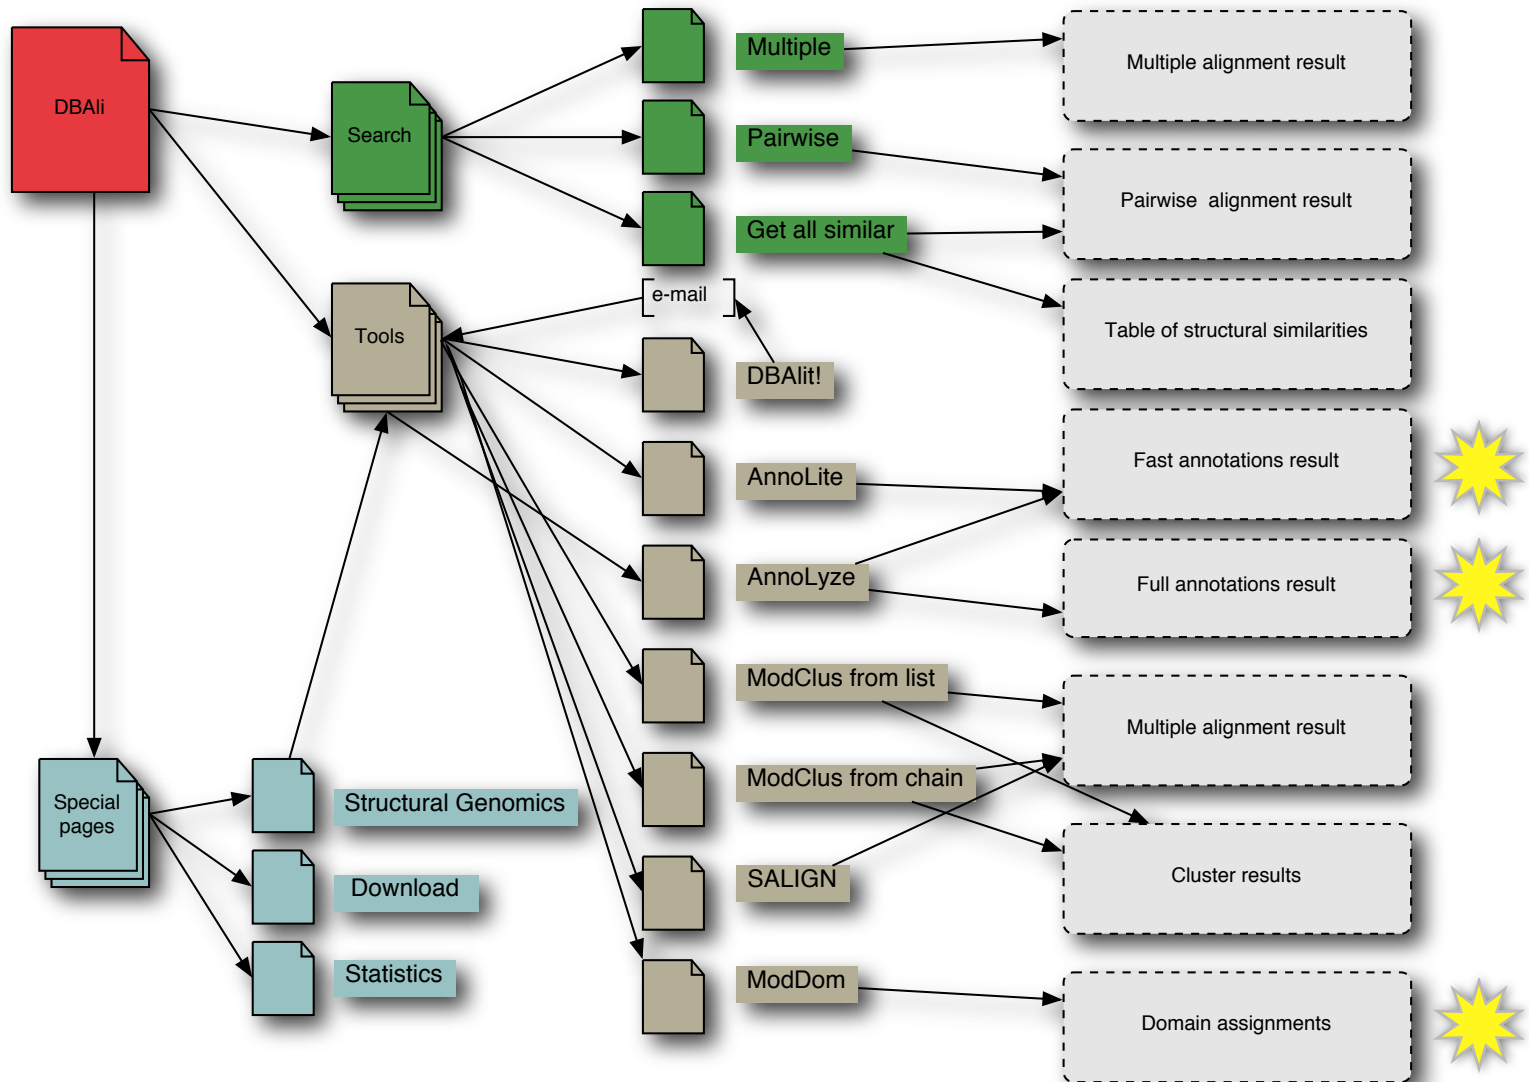 DBAli
Search
Multiple
Multiple alignment result
Pairwise
Pairwise  alignment result
Get all similar
Table of structural similarities
Tools
e-mail
DBAlit!
AnnoLite
Fast annotations result
AnnoLyze
Full annotations result
ModClus from list
Multiple alignment result
ModClus from chain
SALIGN
Cluster results
ModDom
Domain assignments
Special
pages
Structural Genomics
Download
Statistics